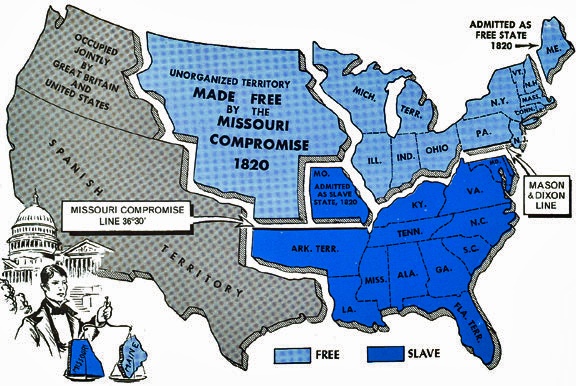 ADMITTED AS
FREE STATE
1820
ME.
OCCUPIED
JOINTLY
BY
GREAT BRITAIN
AND
UNITED STATES
UNORGANIZED TERRITORY
MADE FREE
BY THE
MISSOURI
COMPROMISE
1820
MICH.
TERR.
VT.
N.H.
MASS.
CONN.
N.Y.
PA.
N.J.
ILL.
IND.
OHIO
SPANISH
TERRITORY
MO.
ADMITTED
AS SLAVE
STATE, 1820
MD.
MASON
& DIXON
LINE
MISSOURI COMPROMISE
LINE 36°30'
KY.
VA.
TENN.
N.C.
ARK. TERR.
S.C.
MISS.
ALA.
GA.
LA.
FLA. TERR.
MISSOURI
MAINE
FREE
SLAVE